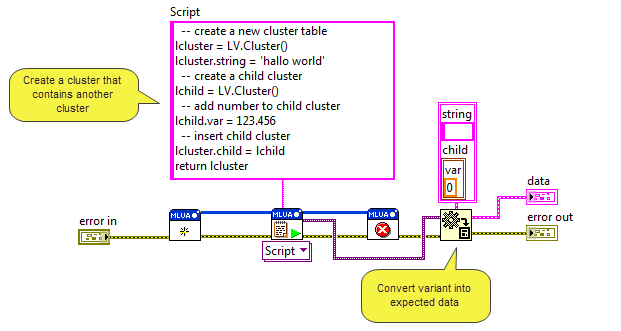 Script
-- create a new cluster table
lcluster = LV.Cluster()
lcluster.string = 'hallo world'
-- create a child cluster
lchild = LV.Cluster()
-- add number to child cluster
lchild.var = 123.456
-- insert child cluster
lcluster.child = lchild
return lcluster
Create a cluster that
contains another
cluster
string
child
var
0
data
error out
error in
MLUA
MLUA
MLUA
Script
Convert variant into
expected data